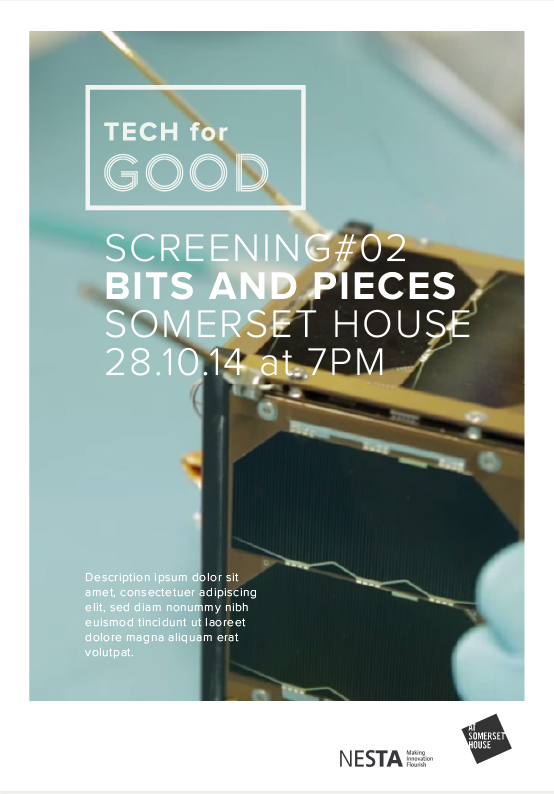 TECH for
GOOD
SCREENING#02
BITS AND PIECES
SOMERSET HOUSE
28.10.14 at 7PM
Description ipsum dolor sit
amet, consectetuer adipiscing
elit, sed diam nonummy nibh
euismod tincidunt ut laoreet
dolore magna aliquam erat
volutpat.
NESTA
Making
Innovation
Flourish
AT
SOMERSET
HOUSE